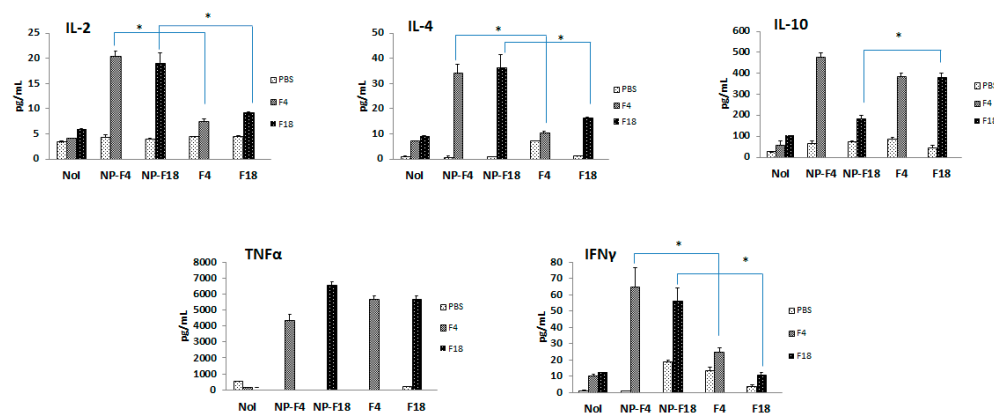 IL-2
*
*
25
20
15
10
5
0
pg/mL
NoI NP-F4 NP-F18 F4 F18
PBS
F4
F18
IL-4
*
*
50
40
30
20
10
0
pg/mL
NoI NP-F4 NP-F18 F4 F18
PBS
F4
F18
IL-10
*
600
500
400
300
200
100
0
pg/mL
NoI NP-F4 NP-F18 F4 F18
PBS
F4
F18
TNFα
8000
7000
6000
5000
4000
3000
2000
1000
0
pg/mL
NoI NP-F4 NP-F18 F4 F18
PBS
F4
F18
IFNγ
*
*
80
70
60
50
40
30
20
10
0
pg/mL
NoI NP-F4 NP-F18 F4 F18
PBS
F4
F18